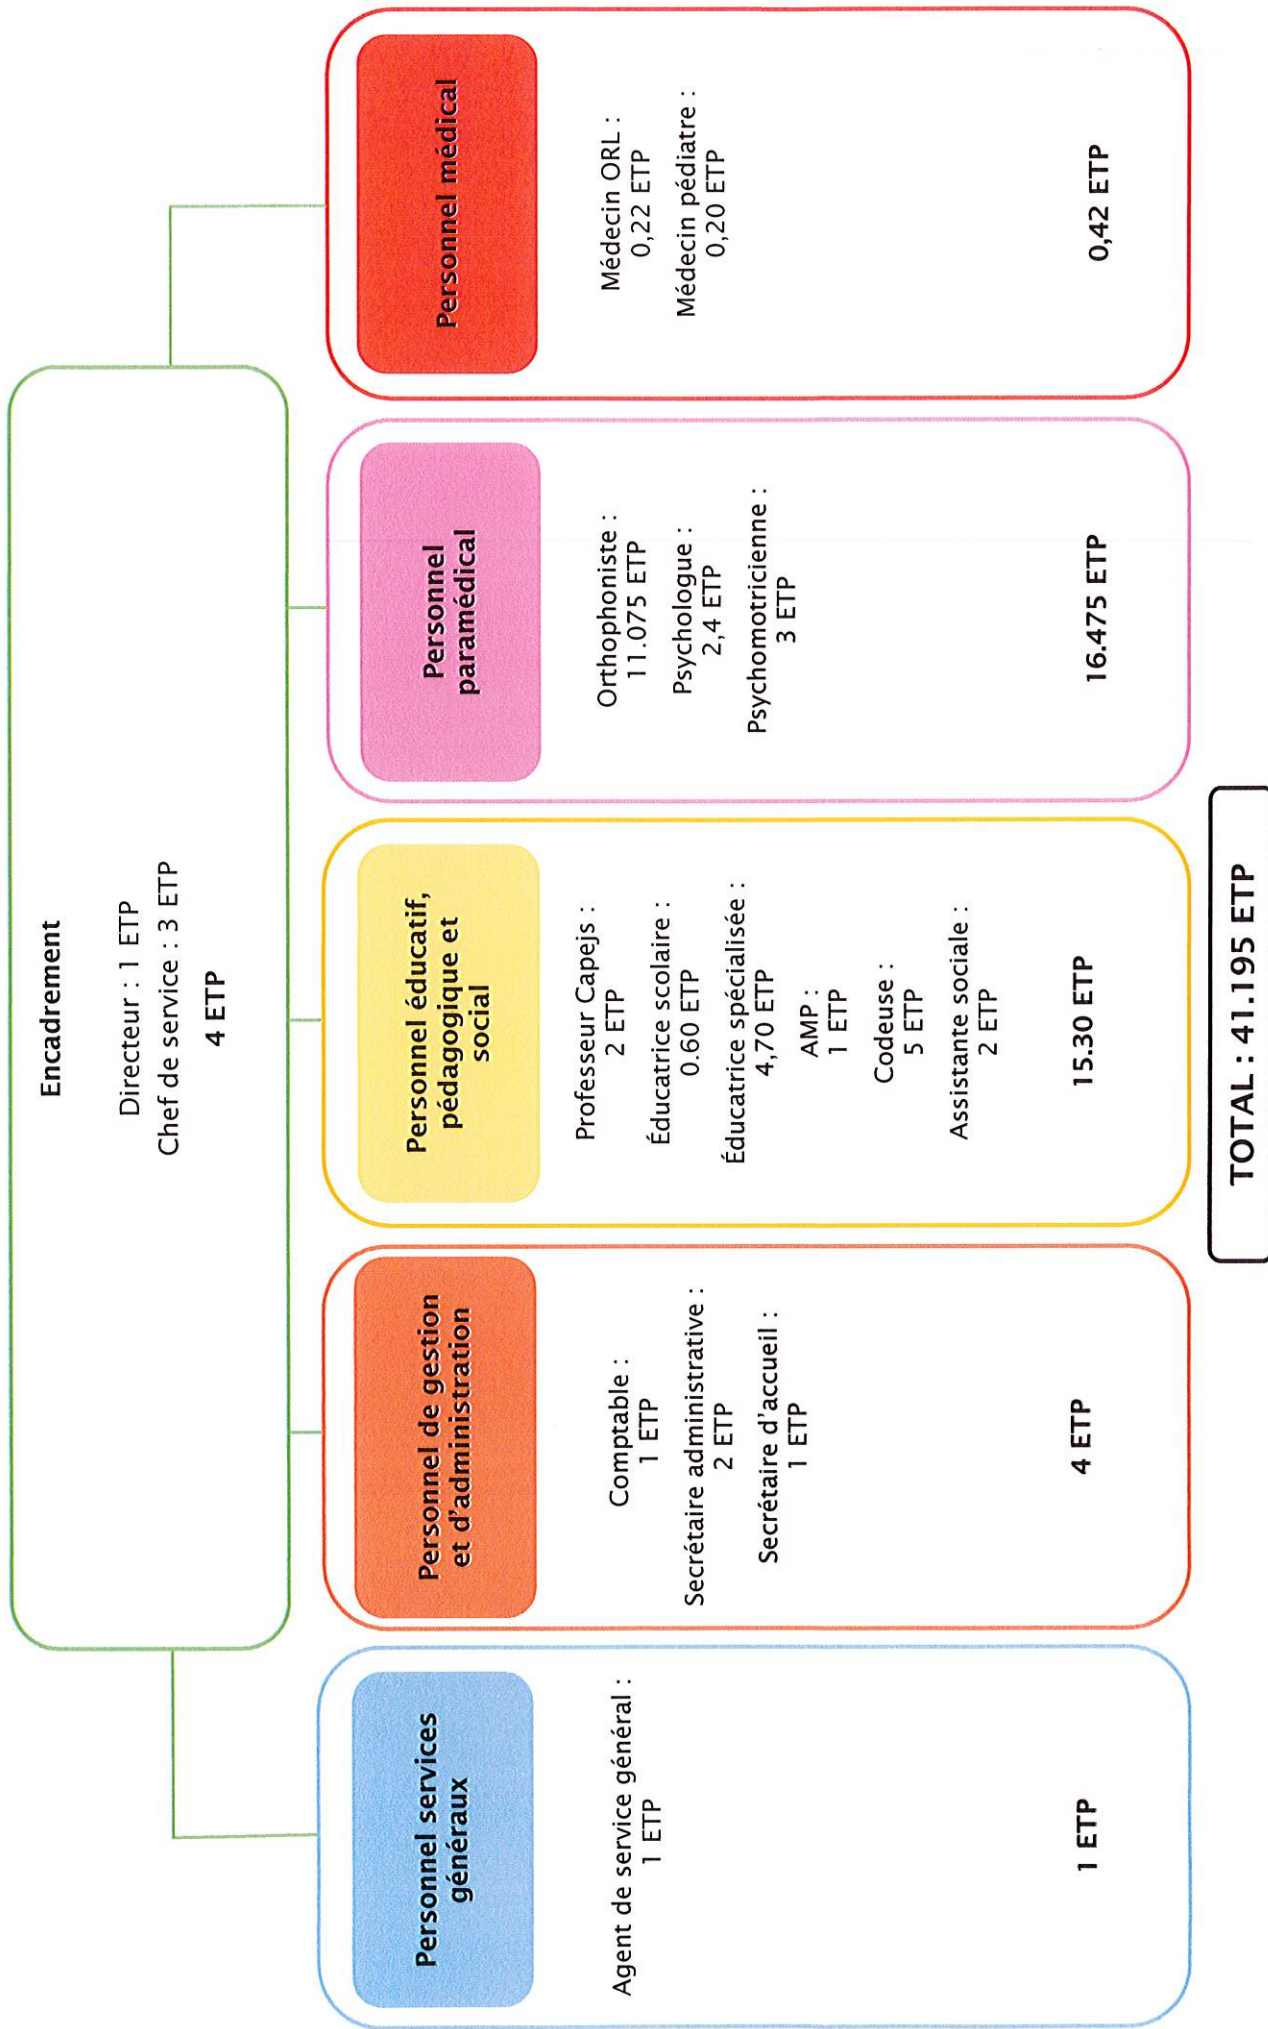 Encadrement
Directeur : 1 ETP
Chef de service : 3 ETP
4 ETP
Personnel services
généraux
Agent de service général :
1 ETP
1 ETP
Personnel de gestion
et d'administration
Comptable :
1 ETP
Secrétaire administrative :
2 ETP
Secrétaire d'accueil :
1 ETP
4 ETP
Personnel éducatif,
pédagogique et
social
Professeur Capejs :
2 ETP
Éducatrice scolaire :
0.60 ETP
Éducatrice spécialisée :
4,70 ETP
AMP :
1 ETP
Codeuse :
5 ETP
Assistante sociale :
2 ETP
15.30 ETP
Personnel
paramédical
Orthophoniste :
11.075 ETP
Psychologue :
2,4 ETP
Psychomotricienne :
3 ETP
16.475 ETP
Personnel médical
Médecin ORL :
0,22 ETP
Médecin pédiatre :
0,20 ETP
0,42 ETP
TOTAL : 41.195 ETP